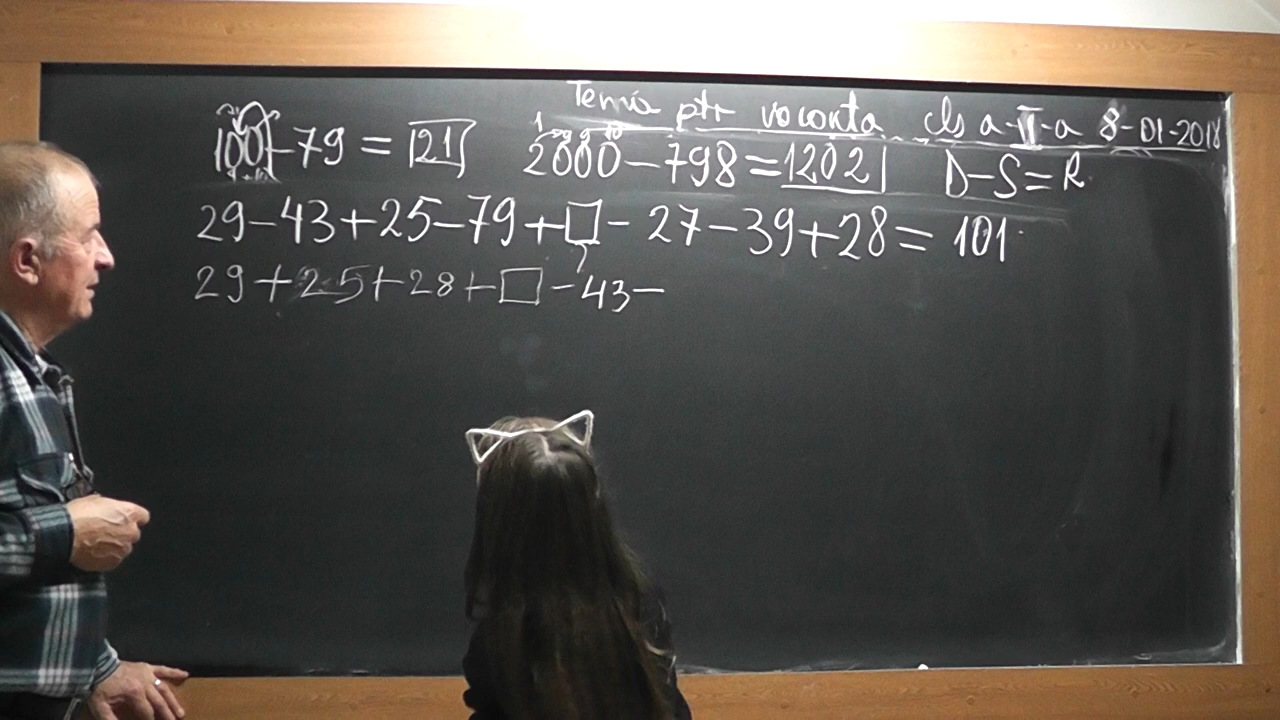 Temă ptr vacanta cls a-II-a 8-01-2018
100-79=21 2000-798=1202 D-S=R
29-43+25-79+□-27-39+28=101
?
29+25+28+□-43-